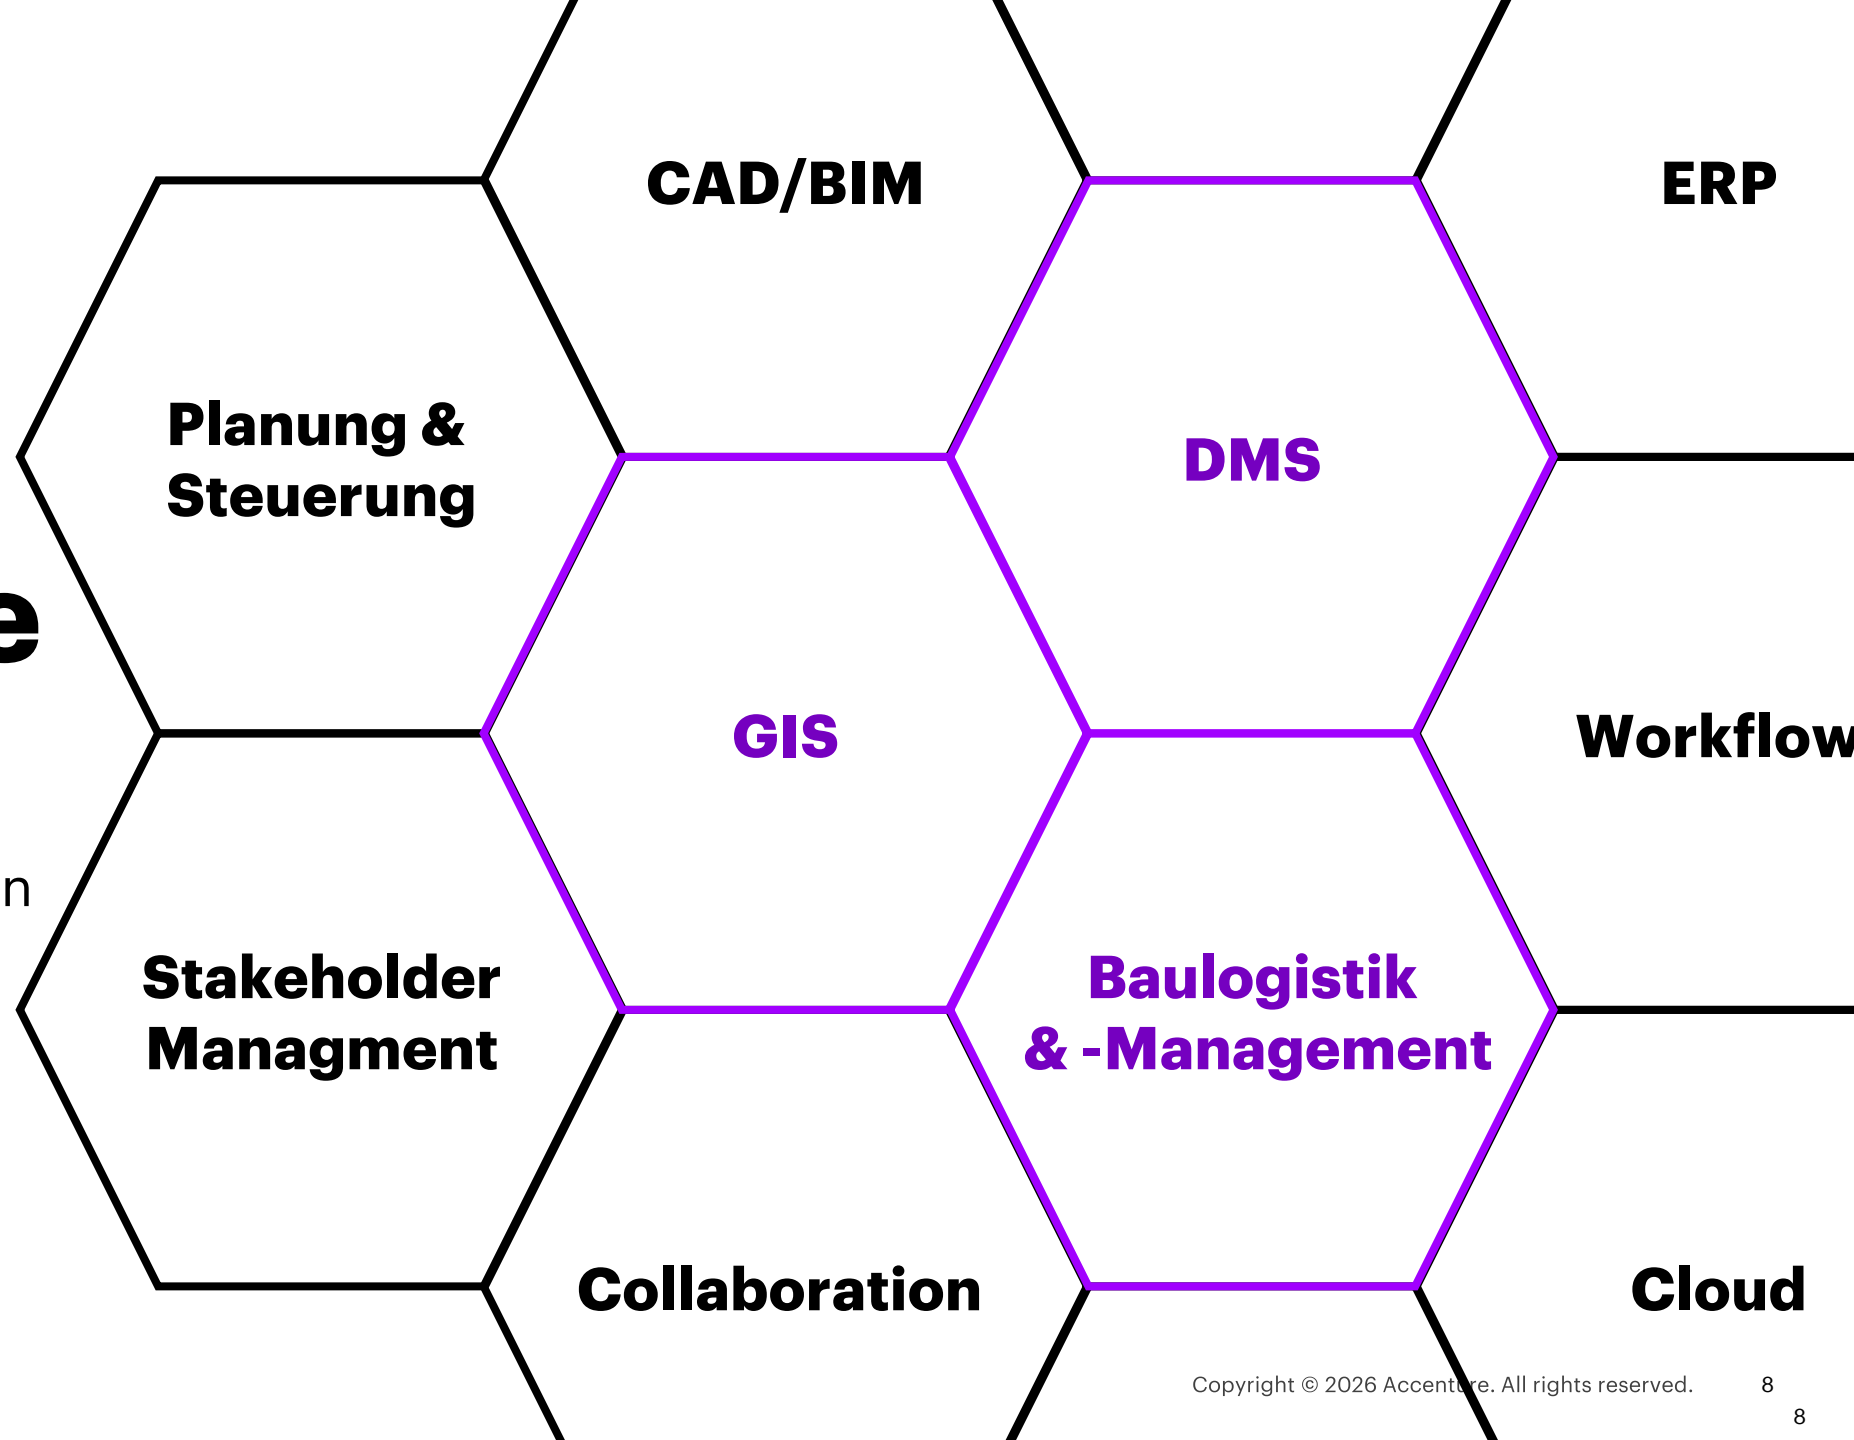 CAD/BIM
ERP
Planung &
Steuerung
DMS
e
GIS
Workflow
n
Stakeholder
Managment
Baulogistik
& -Management
Collaboration
Cloud
Copyright © 2026 Accenture. All rights reserved.
8
8